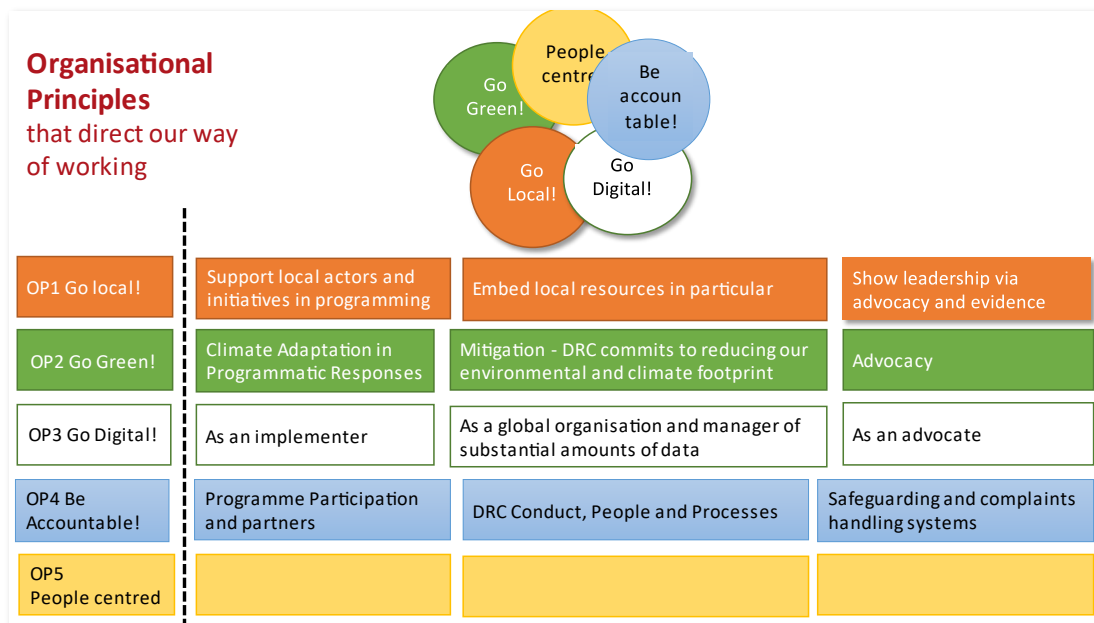 Organisational
Principles
that direct our way
of working
People
centre
Go
Green!
Be
accoun
table!
Go
Local!
Go
Digital!
OP1 Go local!
Support local actors and
initiatives in programming
Embed local resources in particular
Show leadership via
advocacy and evidence
OP2 Go Green!
Climate Adaptation in
Programmatic Responses
Mitigation - DRC commits to reducing our
environmental and climate footprint
Advocacy
OP3 Go Digital!
As an implementer
As a global organisation and manager of
substantial amounts of data
As an advocate
OP4 Be
Accountable!
Programme Participation
and partners
DRC Conduct, People and Processes
Safeguarding and complaints
handling systems
OP5
People centred